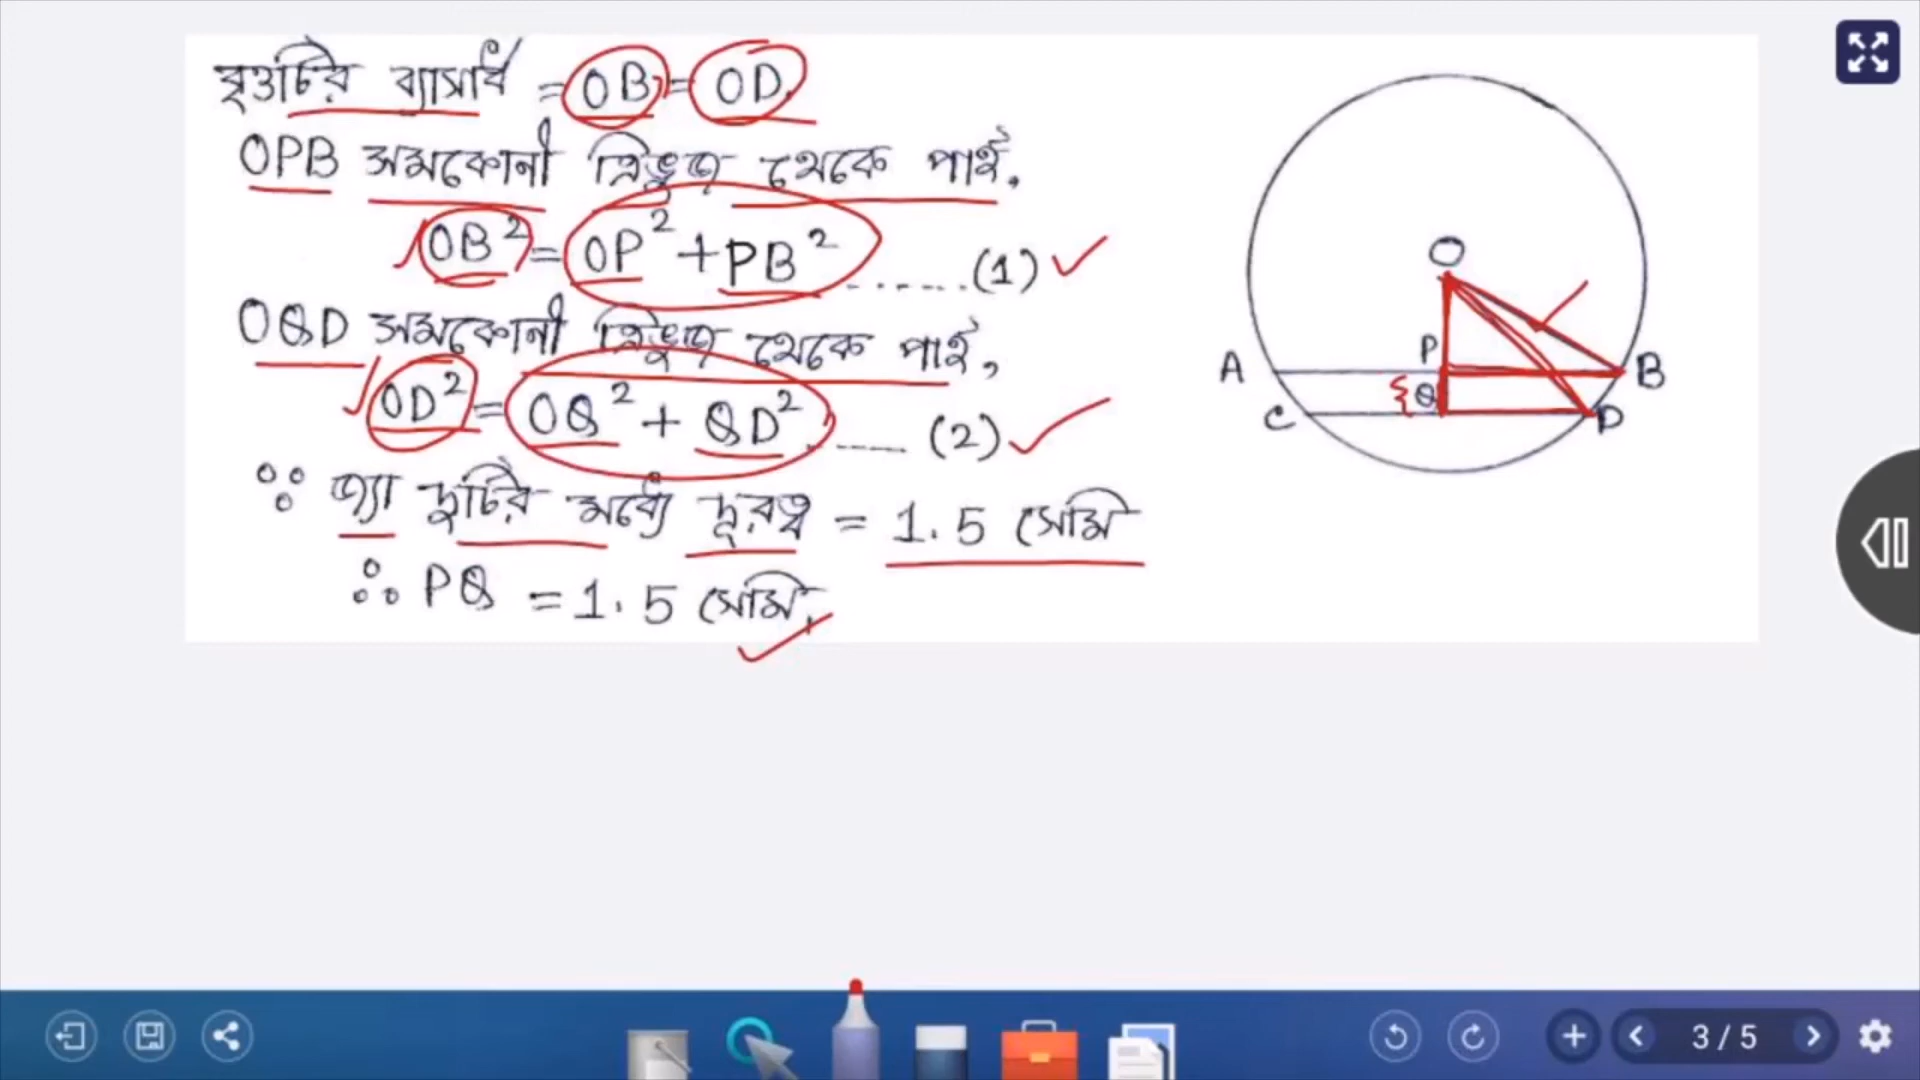 বৃত্তটির ব্যাসার্ধ = OB = OD.
OPB সমকোনী ত্রিভুজ থেকে পাই,
OB² = OP² + PB² ......(1)
OQD সমকোনী ত্রিভুজ থেকে পাই,
OD² = OQ² + QD² ...... (2)
∵ জ্যা দুটির মধ্যে দূরত্ব = 1.5 সেমি
∴ PQ = 1.5 সেমি,
O
P
A
B
Q
C
D
3 / 5